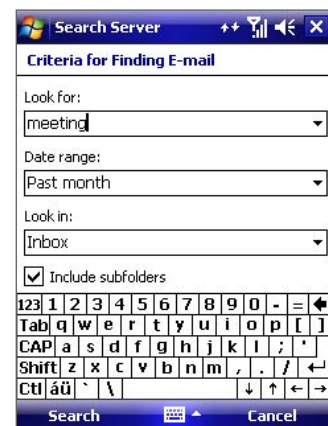 Search Server
Criteria for Finding E-mail
Look for:
meeting
Date range:
Past month
Look in:
Inbox
Include subfolders
123 1 2 3 4 5 6 7 8 9 0 - =
Tab q w e r t y u i o p [ ]
CAP a s d f g h j k l ; '
Shift z x c v b n m , . /
Ctl áü ` \
Search Cancel